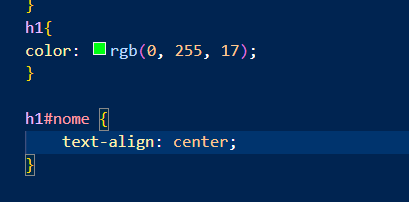 }
h1{
color: rgb(0, 255, 17);
}
h1#nome {
text-align: center;
}